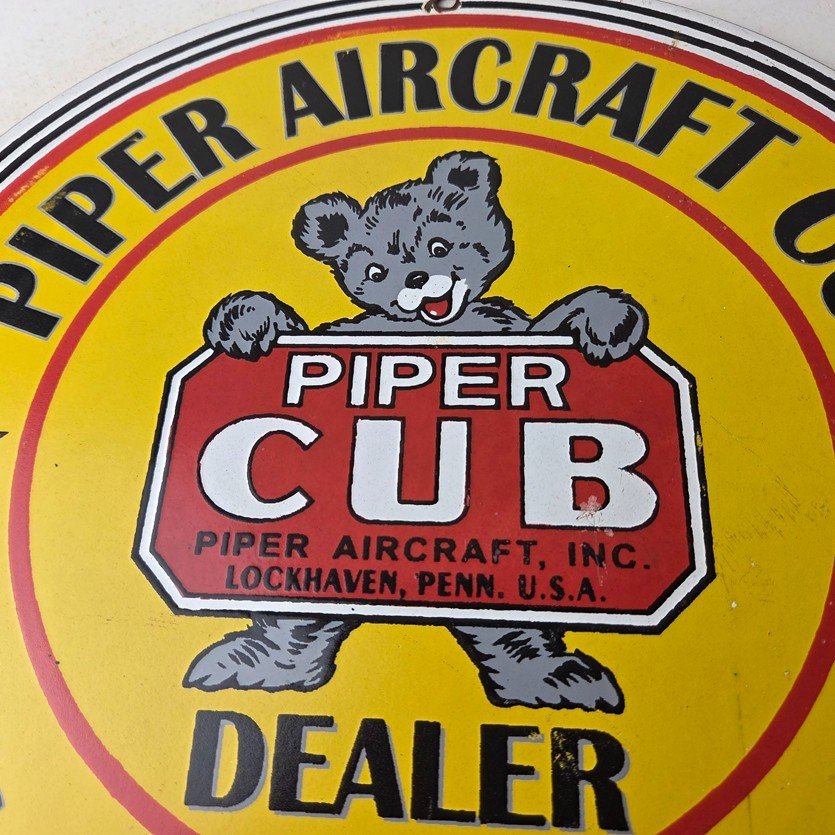 PIPER AIRCRAFT
PIPER
CUB
PIPER AIRCRAFT, INC.
LOCKHAVEN, PENN. U.S.A.
DEALER